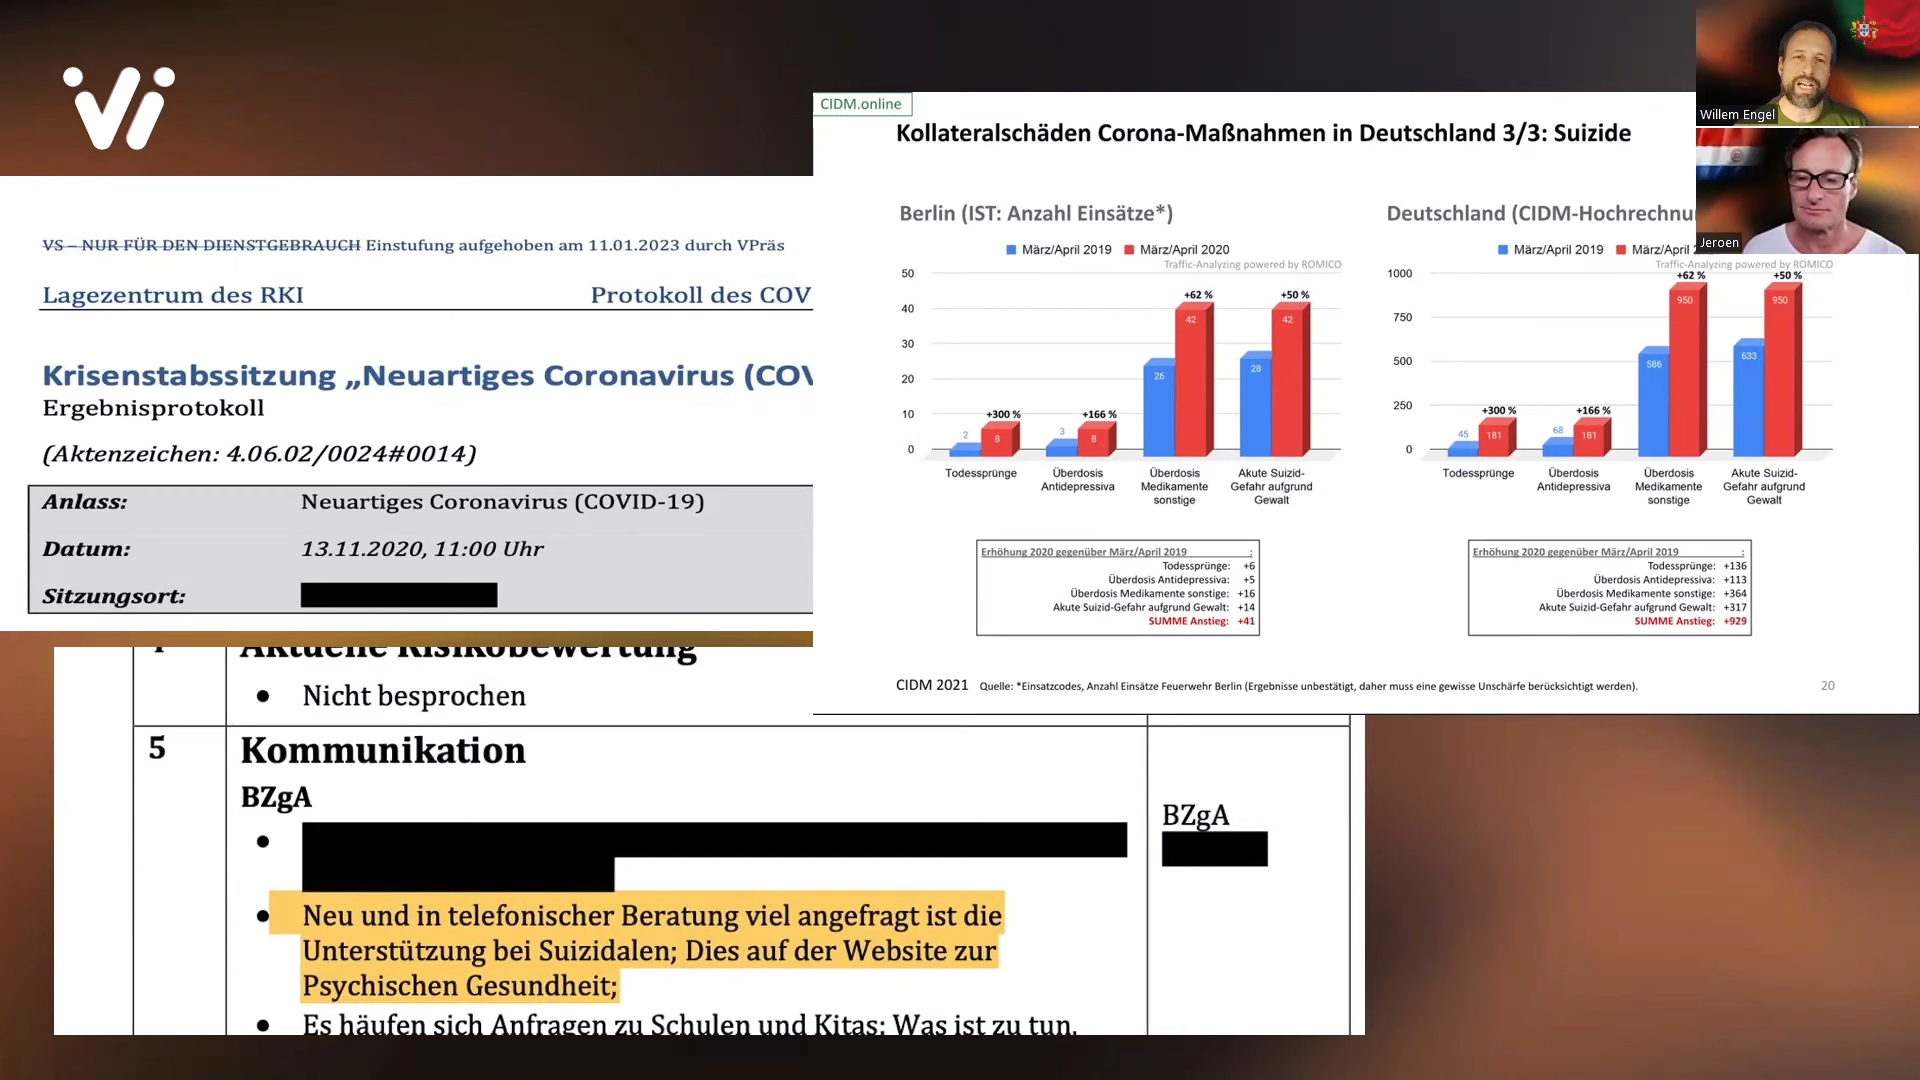 Vi
VS – NUR FÜR DEN DIENSTGEBRAUCH Einstufung aufgehoben am 11.01.2023 durch VPräs
Lagezentrum des RKI Protokoll des COV
Krisenstabssitzung „Neuartiges Coronavirus (COV
Ergebnisprotokoll
(Aktenzeichen: 4.06.02/0024#0014)
Anlass: Neuartiges Coronavirus (COVID-19)
Datum: 13.11.2020, 11:00 Uhr
Sitzungsort:
Aktuelle Risikobewertung
• Nicht besprochen
5 Kommunikation
BZgA
BZgA
• Neu und in telefonischer Beratung viel angefragt ist die
Unterstützung bei Suizidalen; Dies auf der Website zur
Psychischen Gesundheit;
• Es häufen sich Anfragen zu Schulen und Kitas: Was ist zu tun,
CIDM.online
Kollateralschäden Corona-Maßnahmen in Deutschland 3/3: Suizide
Berlin (IST: Anzahl Einsätze*)
März/April 2019 März/April 2020
Traffic-Analyzing powered by ROMICO
50
40
30
20
10
0
+300 %
2 8
+166 %
3 8
+62 %
26 42
+50 %
28 42
Todessprünge
Überdosis
Antidepressiva
Überdosis
Medikamente
sonstige
Akute Suizid-
Gefahr aufgrund
Gewalt
Erhöhung 2020 gegenüber März/April 2019 :
Todessprünge: +6
Überdosis Antidepressiva: +5
Überdosis Medikamente sonstige: +16
Akute Suizid-Gefahr aufgrund Gewalt: +14
SUMME Anstieg: +41
Deutschland (CIDM-Hochrechnu
März/April 2019 März/April 2
Traffic-Analyzing powered by ROMICO
1000
750
500
250
0
+300 %
45 181
+166 %
68 181
+62 %
586 950
+50 %
633 950
Todessprünge
Überdosis
Antidepressiva
Überdosis
Medikamente
sonstige
Akute Suizid-
Gefahr aufgrund
Gewalt
Erhöhung 2020 gegenüber März/April 2019 :
Todessprünge: +136
Überdosis Antidepressiva: +113
Überdosis Medikamente sonstige: +364
Akute Suizid-Gefahr aufgrund Gewalt: +317
SUMME Anstieg: +929
CIDM 2021 Quelle: *Einsatzcodes, Anzahl Einsätze Feuerwehr Berlin (Ergebnisse unbestätigt, daher muss eine gewisse Unschärfe berücksichtigt werden). 20
Willem Engel
Jeroen